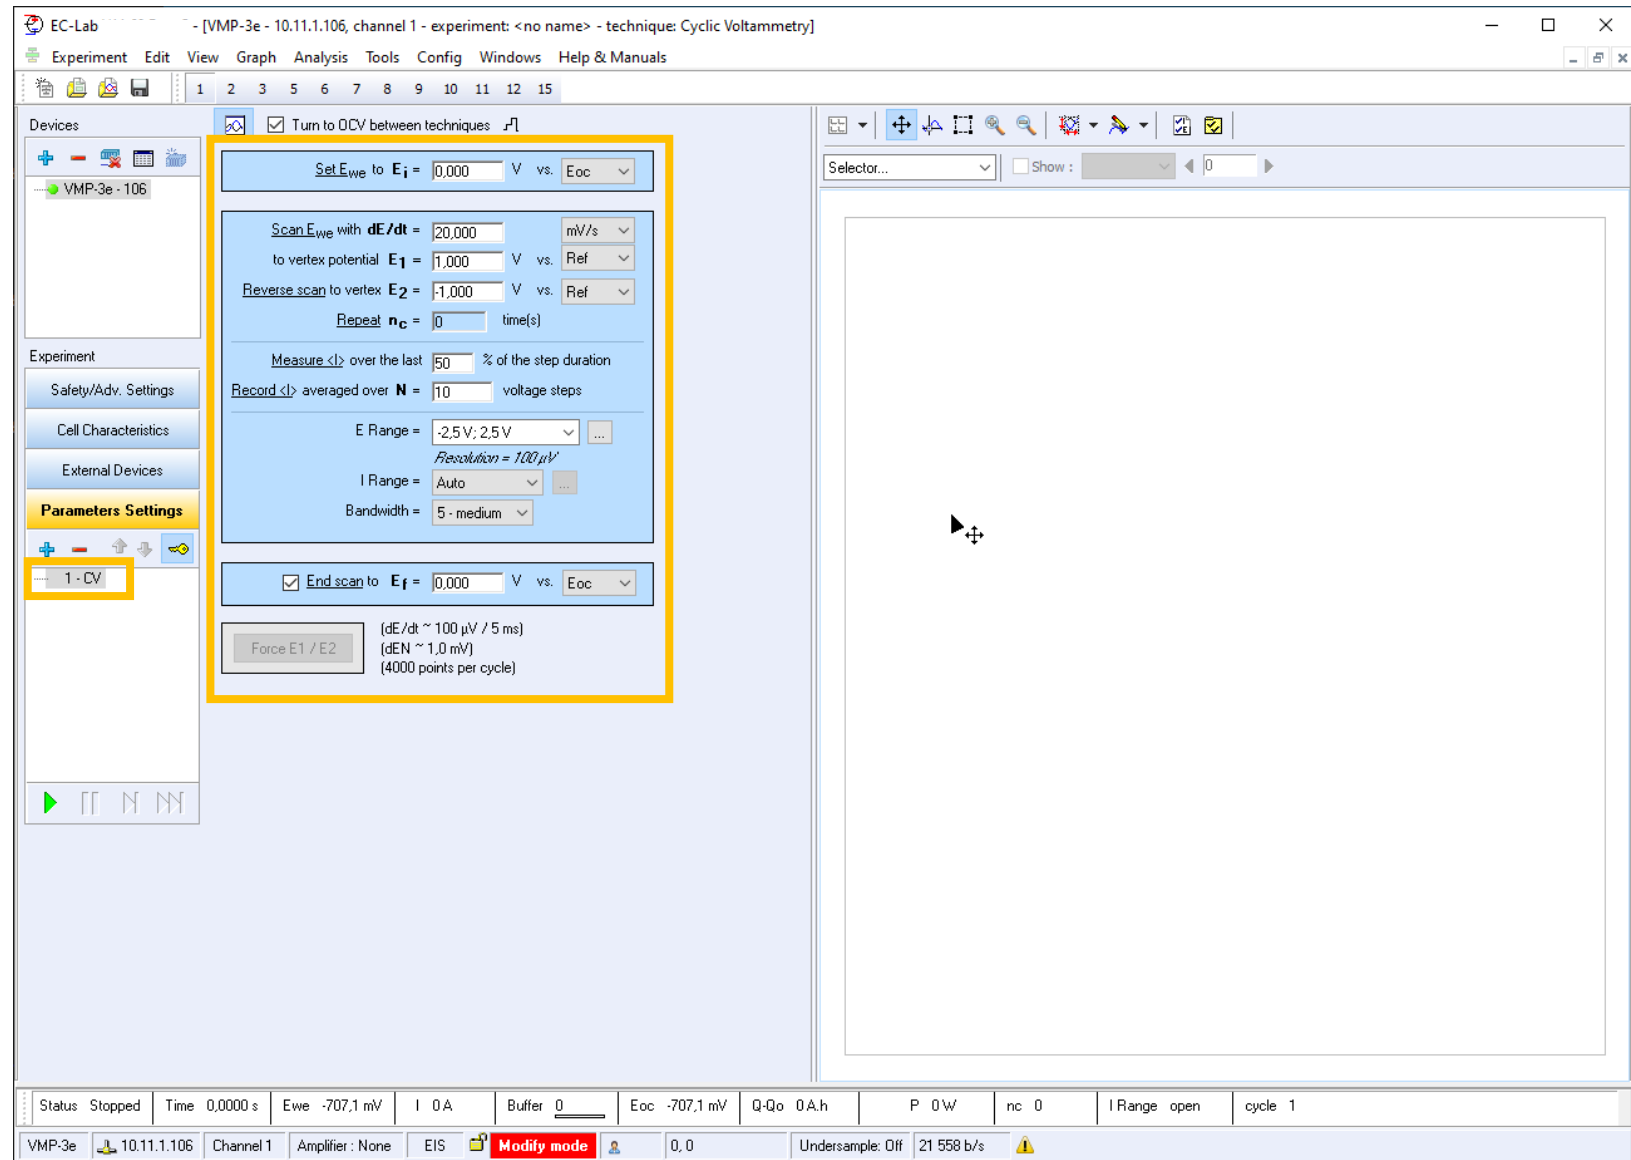 EC-Lab - [VMP-3e - 10.11.1.106, channel 1 - experiment: <no name> - technique: Cyclic Voltammetry]
Experiment Edit View Graph Analysis Tools Config Windows Help & Manuals
1 2 3 5 6 7 8 9 10 11 12 15
Devices
VMP-3e - 106
Experiment
Safety/Adv. Settings
Cell Characteristics
External Devices
Parameters Settings
1 - CV
Turn to OCV between techniques
Set Ewe to Ei = 0,000 V vs. Eoc
Scan Ewe with dE/dt = 20,000 mV/s
to vertex potential E1 = 1,000 V vs. Ref
Reverse scan to vertex E2 = -1,000 V vs. Ref
Repeat nc = 0 time(s)
Measure <I> over the last 50 % of the step duration
Record <I> averaged over N = 10 voltage steps
E Range = -2,5 V; 2,5 V ...
Resolution = 100 µV
I Range = Auto ...
Bandwidth = 5 - medium
End scan to Ef = 0,000 V vs. Eoc
Force E1 / E2
(dE/dt ~ 100 µV / 5 ms)
(dEN ~ 1,0 mV)
(4000 points per cycle)
Selector... Show : 0
Status Stopped Time 0,0000 s Ewe -707,1 mV I 0 A Buffer 0 Eoc -707,1 mV Q-Qo 0 A.h P 0 W nc 0 I Range open cycle 1
VMP-3e 10.11.1.106 Channel 1 Amplifier : None EIS Modify mode 0, 0 Undersample: Off 21 558 b/s